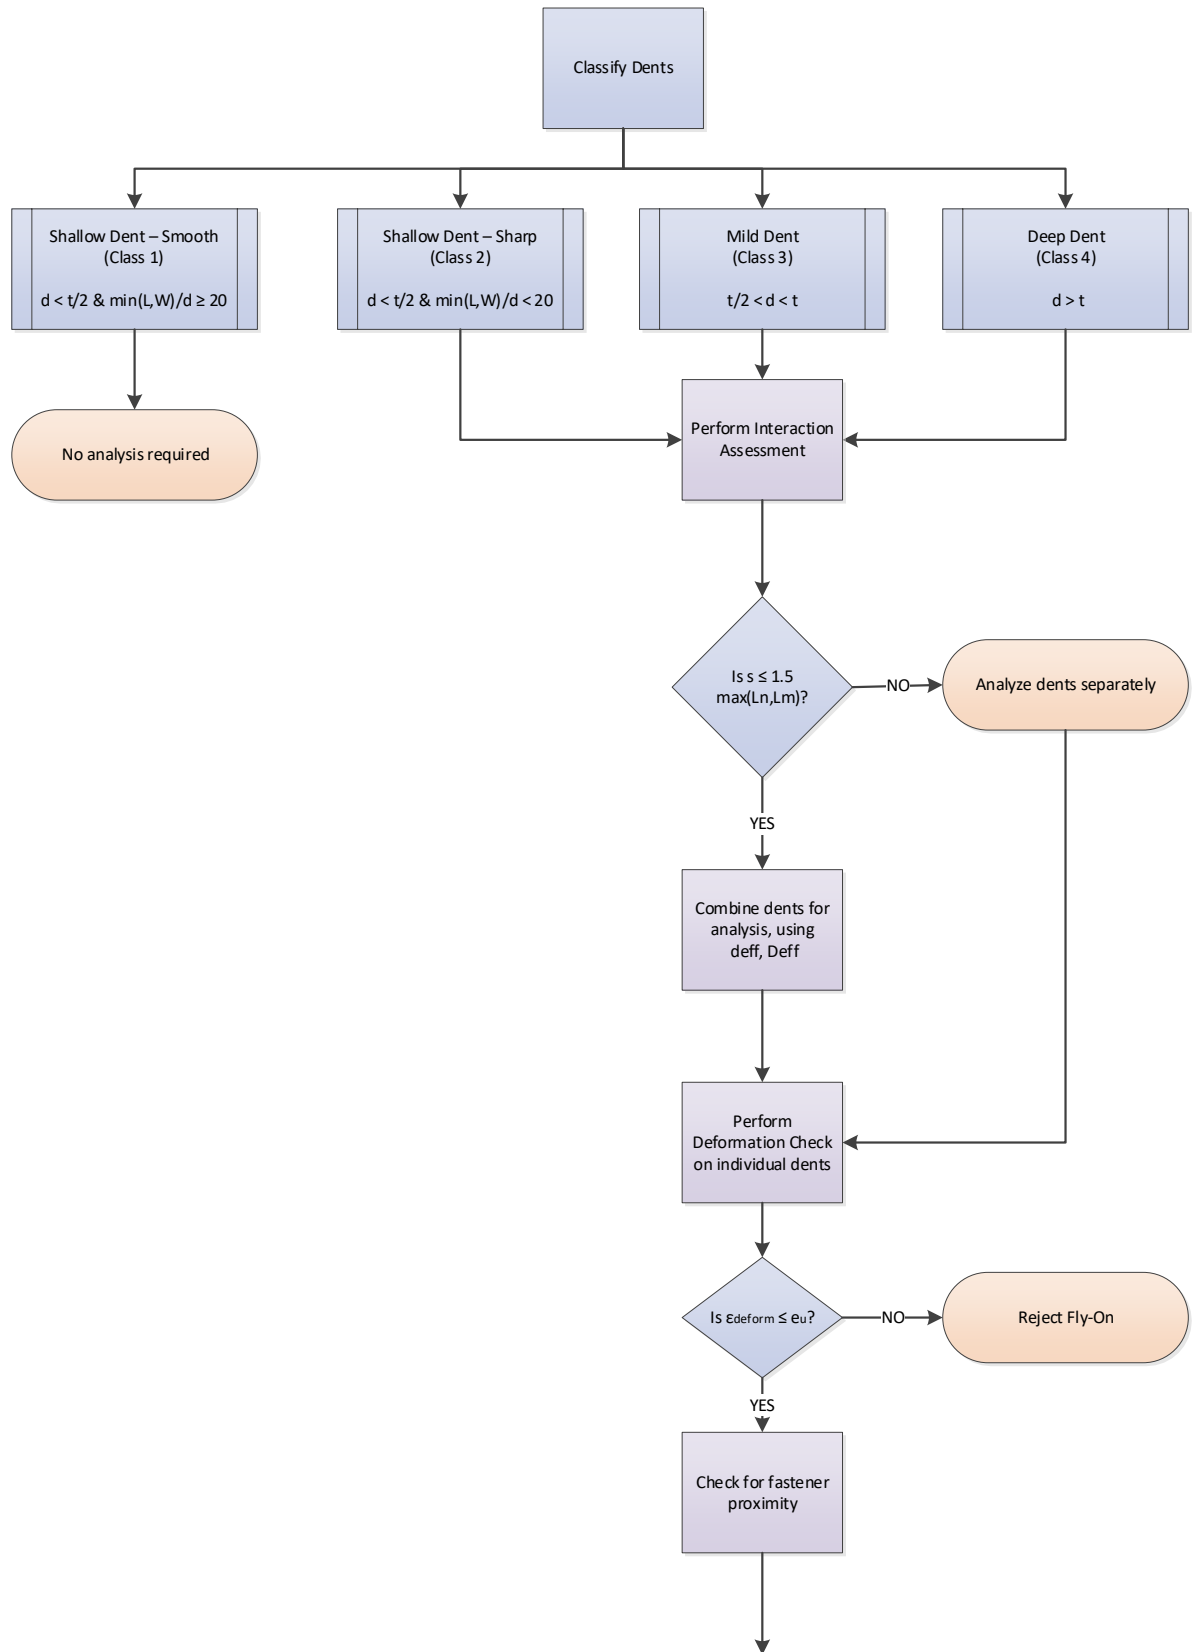 Classify Dents
Shallow Dent – Smooth
(Class 1)
d < t/2 & min(L,W)/d ≥ 20
Shallow Dent – Sharp
(Class 2)
d < t/2 & min(L,W)/d < 20
Mild Dent
(Class 3)
t/2 < d < t
Deep Dent
(Class 4)
d > t
No analysis required
Perform Interaction
Assessment
Is s ≤ 1.5
max(Ln,Lm)?
NO
Analyze dents separately
YES
Combine dents for
analysis, using
deff, Deff
Perform
Deformation Check
on individual dents
Is εdeform ≤ eu?
NO
Reject Fly-On
YES
Check for fastener
proximity